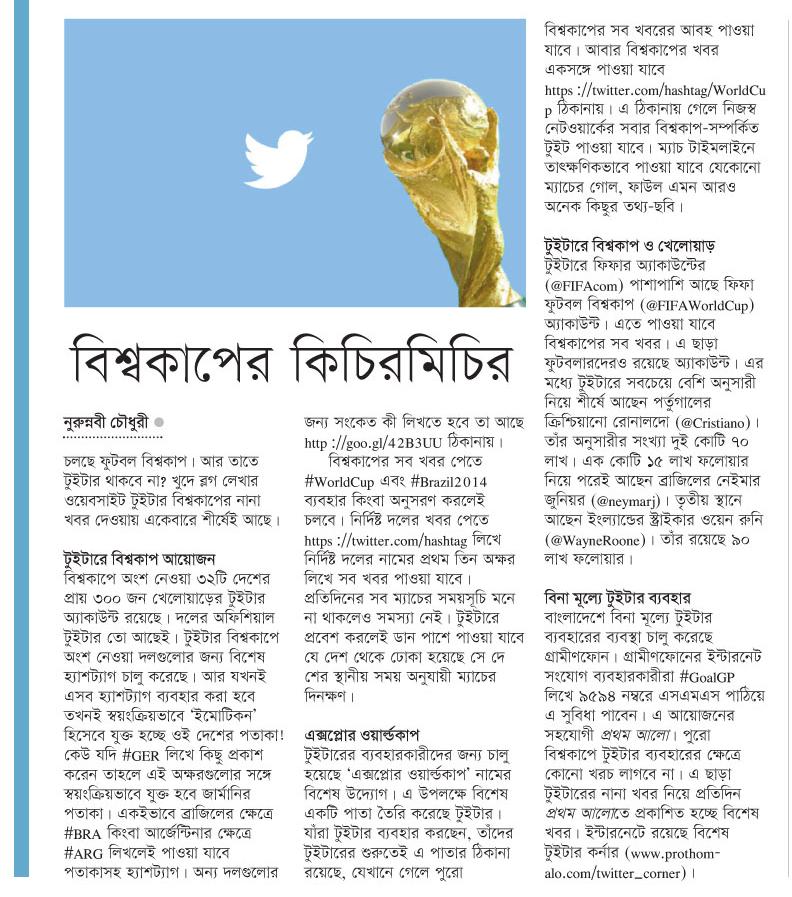 বিশ্বকাপের কিচিরমিচির
নুরুন্নবী চৌধুরী
চলছে ফুটবল বিশ্বকাপ। আর তাতে
টুইটার থাকবে না? খুদে ব্লগ লেখার
ওয়েবসাইট টুইটার বিশ্বকাপের নানা
খবর দেওয়ায় একেবারে শীর্ষেই আছে।
টুইটারে বিশ্বকাপ আয়োজন
বিশ্বকাপে অংশ নেওয়া ৩২টি দেশের
প্রায় ৩০০ জন খেলোয়াড়ের টুইটার
অ্যাকাউন্ট রয়েছে। দলের অফিশিয়াল
টুইটার তো আছেই। টুইটার বিশ্বকাপে
অংশ নেওয়া দলগুলোর জন্য বিশেষ
হ্যাশট্যাগ চালু করেছে। আর যখনই
এসব হ্যাশট্যাগ ব্যবহার করা হবে
তখনই স্বয়ংক্রিয়ভাবে ‘ইমোটিকন’
হিসেবে যুক্ত হচ্ছে ওই দেশের পতাকা!
কেউ যদি #GER লিখে কিছু প্রকাশ
করেন তাহলে এই অক্ষরগুলোর সঙ্গে
স্বয়ংক্রিয়ভাবে যুক্ত হবে জার্মানির
পতাকা। একইভাবে ব্রাজিলের ক্ষেত্রে
#BRA কিংবা আর্জেন্টিনার ক্ষেত্রে
#ARG লিখলেই পাওয়া যাবে
পতাকাসহ হ্যাশট্যাগ। অন্য দলগুলোর
জন্য সংকেত কী লিখতে হবে তা আছে
http://goo.gl/42B3UU ঠিকানায়।
বিশ্বকাপের সব খবর পেতে
#WorldCup এবং #Brazil2014
ব্যবহার কিংবা অনুসরণ করলেই
চলবে। নির্দিষ্ট দলের খবর পেতে
https://twitter.com/hashtag লিখে
নির্দিষ্ট দলের নামের প্রথম তিন অক্ষর
লিখে সব খবর পাওয়া যাবে।
প্রতিদিনের সব ম্যাচের সময়সূচি মনে
না থাকলেও সমস্যা নেই। টুইটারে
প্রবেশ করলেই ডান পাশে পাওয়া যাবে
যে দেশ থেকে ঢোকা হয়েছে সে দে
শের স্থানীয় সময় অনুযায়ী ম্যাচের
দিনক্ষণ।
এক্সপ্লোর ওয়ার্ল্ডকাপ
টুইটারের ব্যবহারকারীদের জন্য চালু
হয়েছে ‘এক্সপ্লোর ওয়ার্ল্ডকাপ’ নামের
বিশেষ উদ্যোগ। এ উপলক্ষে বিশেষ
একটি পাতা তৈরি করেছে টুইটার।
যাঁরা টুইটার ব্যবহার করছেন, তাঁদের
টুইটারের শুরুতেই এ পাতার ঠিকানা
রয়েছে, যেখানে গেলে পুরো
বিশ্বকাপের সব খবরের আবহ পাওয়া
যাবে। আবার বিশ্বকাপের খবর
একসঙ্গে পাওয়া যাবে
https://twitter.com/hashtag/WorldCu
p ঠিকানায়। এ ঠিকানায় গেলে নিজস্ব
নেটওয়ার্কের সবার বিশ্বকাপ-সম্পর্কিত
টুইট পাওয়া যাবে। ম্যাচ টাইমলাইনে
তাৎক্ষণিকভাবে পাওয়া যাবে যেকোনো
ম্যাচের গোল, ফাউল এমন আরও
অনেক কিছুর তথ্য-ছবি।
টুইটারে বিশ্বকাপ ও খেলোয়াড়
টুইটারে ফিফার অ্যাকাউন্টের
(@FIFAcom) পাশাপাশি আছে ফিফা
ফুটবল বিশ্বকাপ (@FIFAWorldCup)
অ্যাকাউন্ট। এতে পাওয়া যাবে
বিশ্বকাপের সব খবর। এ ছাড়া
ফুটবলারদেরও রয়েছে অ্যাকাউন্ট। এর
মধ্যে টুইটারে সবচেয়ে বেশি অনুসারী
নিয়ে শীর্ষে আছেন পর্তুগালের
ক্রিশ্চিয়ানো রোনালদো (@Cristiano)।
তাঁর অনুসারীর সংখ্যা দুই কোটি ৭০
লাখ। এক কোটি ১৫ লাখ ফলোয়ার
নিয়ে পরেই আছেন ব্রাজিলের নেইমার
জুনিয়র (@neymarj)। তৃতীয় স্থানে
আছেন ইংল্যান্ডের স্ট্রাইকার ওয়েন রুনি
(@WayneRoone)। তাঁর রয়েছে ৯০
লাখ ফলোয়ার।
বিনা মূল্যে টুইটার ব্যবহার
বাংলাদেশে বিনা মূল্যে টুইটার
ব্যবহারের ব্যবস্থা চালু করেছে
গ্রামীণফোন। গ্রামীণফোনের ইন্টারনেট
সংযোগ ব্যবহারকারীরা #GoalGP
লিখে ৯৫৯৪ নম্বরে এসএমএস পাঠিয়ে
এ সুবিধা পাবেন। এ আয়োজনের
সহযোগী প্রথম আলো। পুরো
বিশ্বকাপে টুইটার ব্যবহারের ক্ষেত্রে
কোনো খরচ লাগবে না। এ ছাড়া
টুইটারের নানা খবর নিয়ে প্রতিদিন
প্রথম আলোতে প্রকাশিত হচ্ছে বিশেষ
খবর। ইন্টারনেটে রয়েছে বিশেষ
টুইটার কর্নার (www.prothom-
alo.com/twitter_corner)।